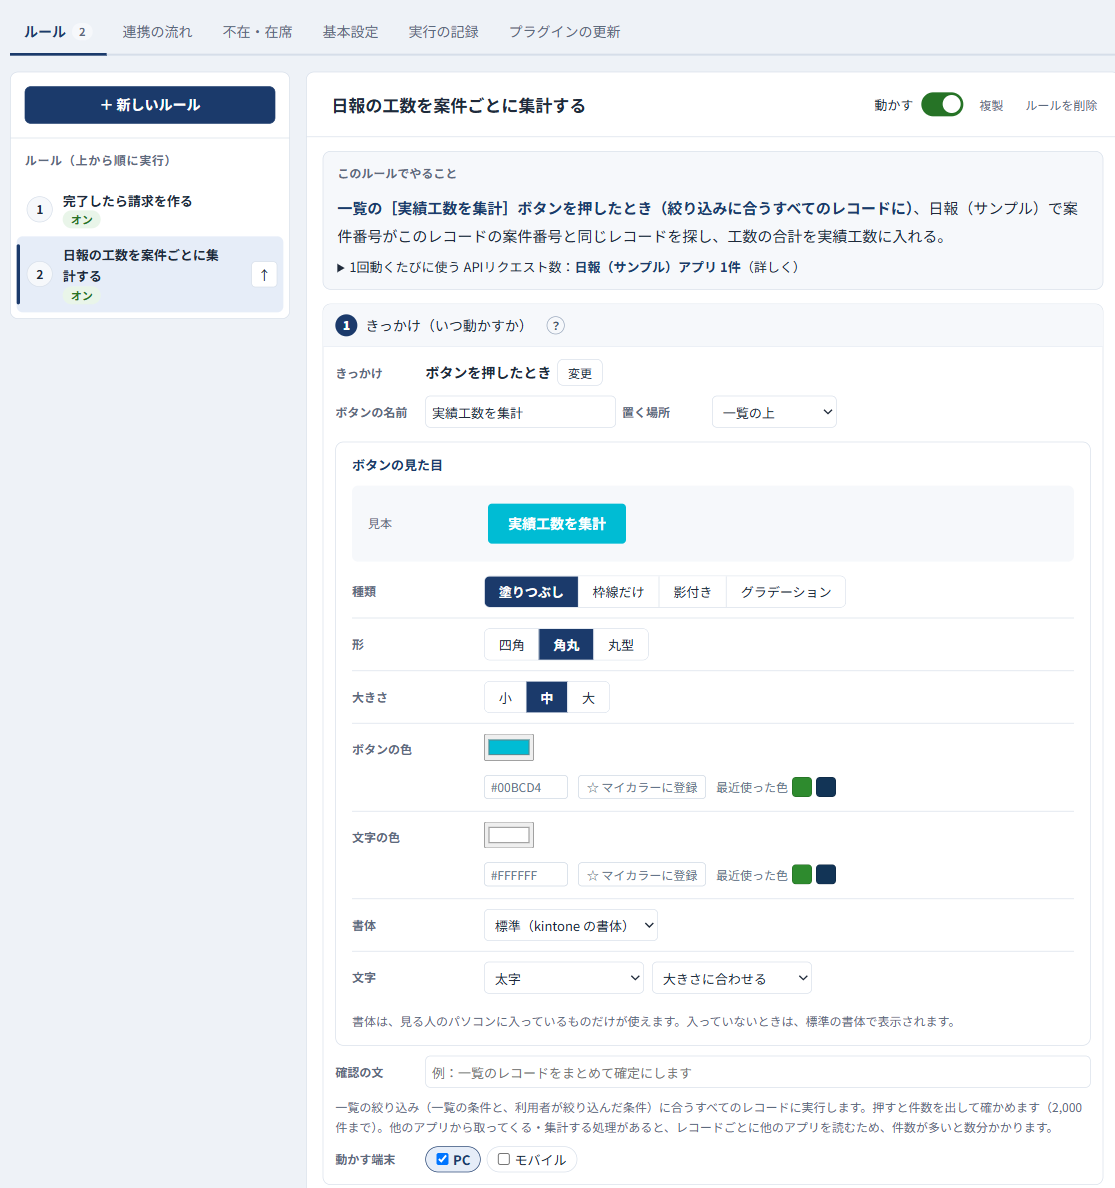 ルール 2 連携の流れ 不在・在席 基本設定 実行の記録 プラグインの更新
＋ 新しいルール
ルール（上から順に実行）
1 完了したら請求を作る
オン
2 日報の工数を案件ごとに集計する
オン
↑
日報の工数を案件ごとに集計する 動かす 複製 ルールを削除
このルールでやること
一覧の［実績工数を集計］ボタンを押したとき（絞り込みに合うすべてのレコードに）、日報（サンプル）で案
件番号がこのレコードの案件番号と同じレコードを探し、工数の合計を実績工数に入れる。
▶ 1回動くたびに使う APIリクエスト数：日報（サンプル）アプリ 1件（詳しく）
1 きっかけ（いつ動かすか） ?
きっかけ ボタンを押したとき 変更
ボタンの名前 実績工数を集計 置く場所 一覧の上
ボタンの見た目
見本 実績工数を集計
種類 塗りつぶし 枠線だけ 影付き グラデーション
形 四角 角丸 丸型
大きさ 小 中 大
ボタンの色
#00BCD4 ☆ マイカラーに登録 最近使った色
文字の色
#FFFFFF ☆ マイカラーに登録 最近使った色
書体 標準（kintone の書体）
文字 太字 大きさに合わせる
書体は、見る人のパソコンに入っているものだけが使えます。入っていないときは、標準の書体で表示されます。
確認の文 例：一覧のレコードをまとめて確定にします
一覧の絞り込み（一覧の条件と、利用者が絞り込んだ条件）に合うすべてのレコードに実行します。押すと件数を出して確かめます（2,000
件まで）。他のアプリから取ってくる・集計する処理があると、レコードごとに他のアプリを読むため、件数が多いと数分かかります。
動かす端末 PC モバイル